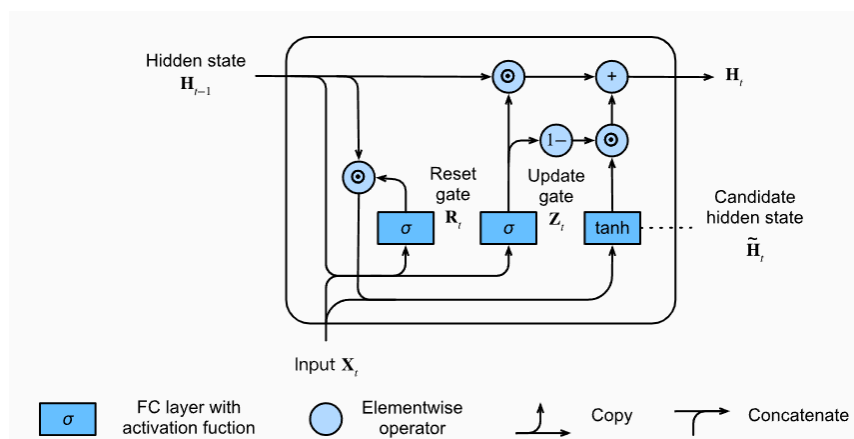 Hidden state
H_{t−1}
H_t
+
1−
Reset
gate
R_t
Update
gate
Z_t
Candidate
hidden state
H̃_t
σ
σ
tanh
Input X_t
σ
FC layer with
activation fuction
Elementwise
operator
Copy
Concatenate